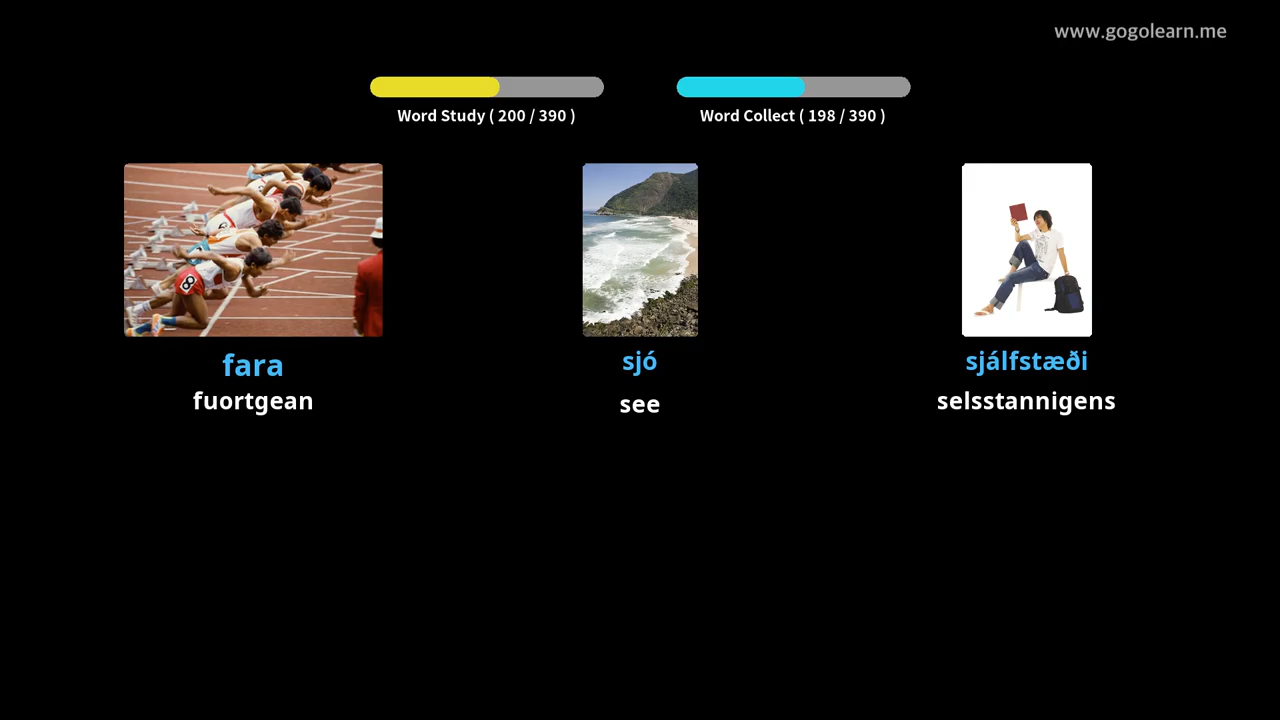 www.gogolearn.me
Word Study ( 200 / 390 )
Word Collect ( 198 / 390 )
fara
sjó
sjálfstæði
fuortgean
see
selsstannigens